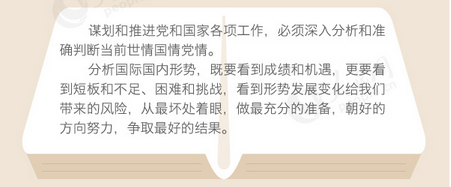 谋划和推进党和国家各项工作，必须深入分析和准
确判断当前世情国情党情。
分析国际国内形势，既要看到成绩和机遇，更要看
到短板和不足、困难和挑战，看到形势发展变化给我们
带来的风险，从最坏处着眼，做最充分的准备，朝好的
方向努力，争取最好的结果。